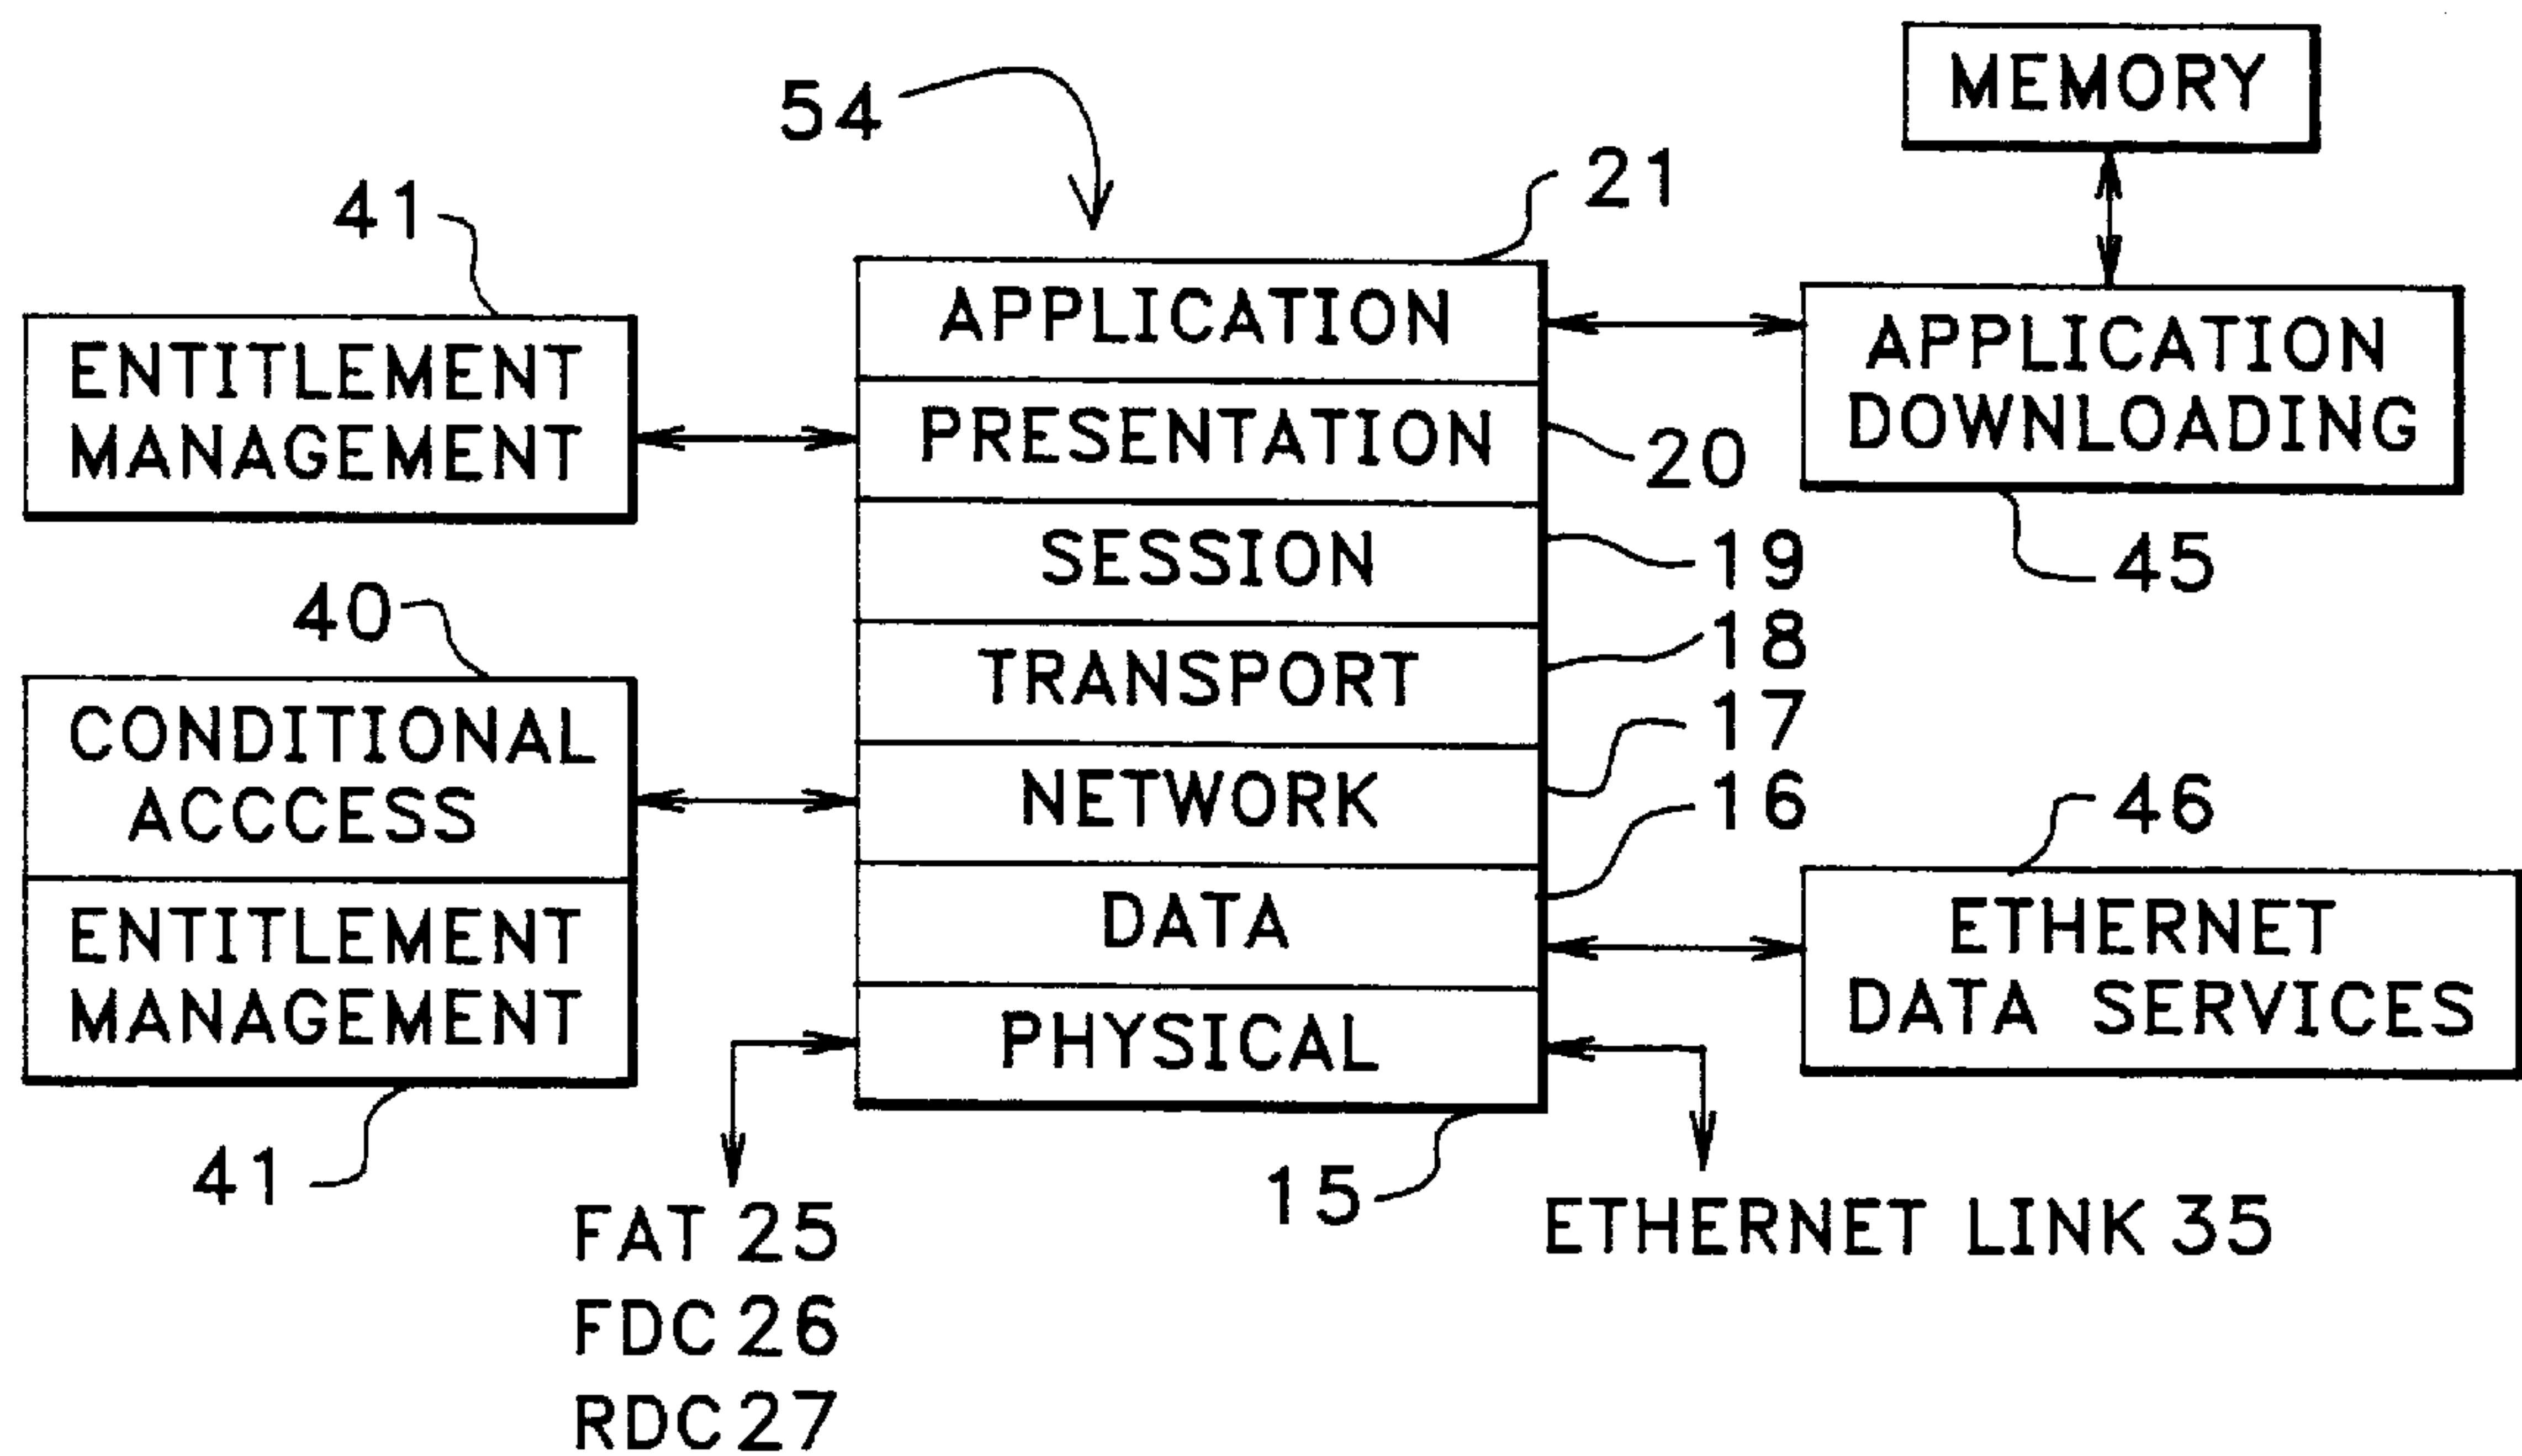 MEMORY
54
21
41
APPLICATION
ENTITLEMENT
MANAGEMENT
APPLICATION
DOWNLOADING
PRESENTATION
20
SESSION
19
45
40
TRANSPORT
18
CONDITIONAL
ACCCESS
17
NETWORK
16
46
ENTITLEMENT
MANAGEMENT
DATA
ETHERNET
DATA SERVICES
PHYSICAL
41
15
FAT 25
FDC 26
RDC 27
ETHERNET LINK 35